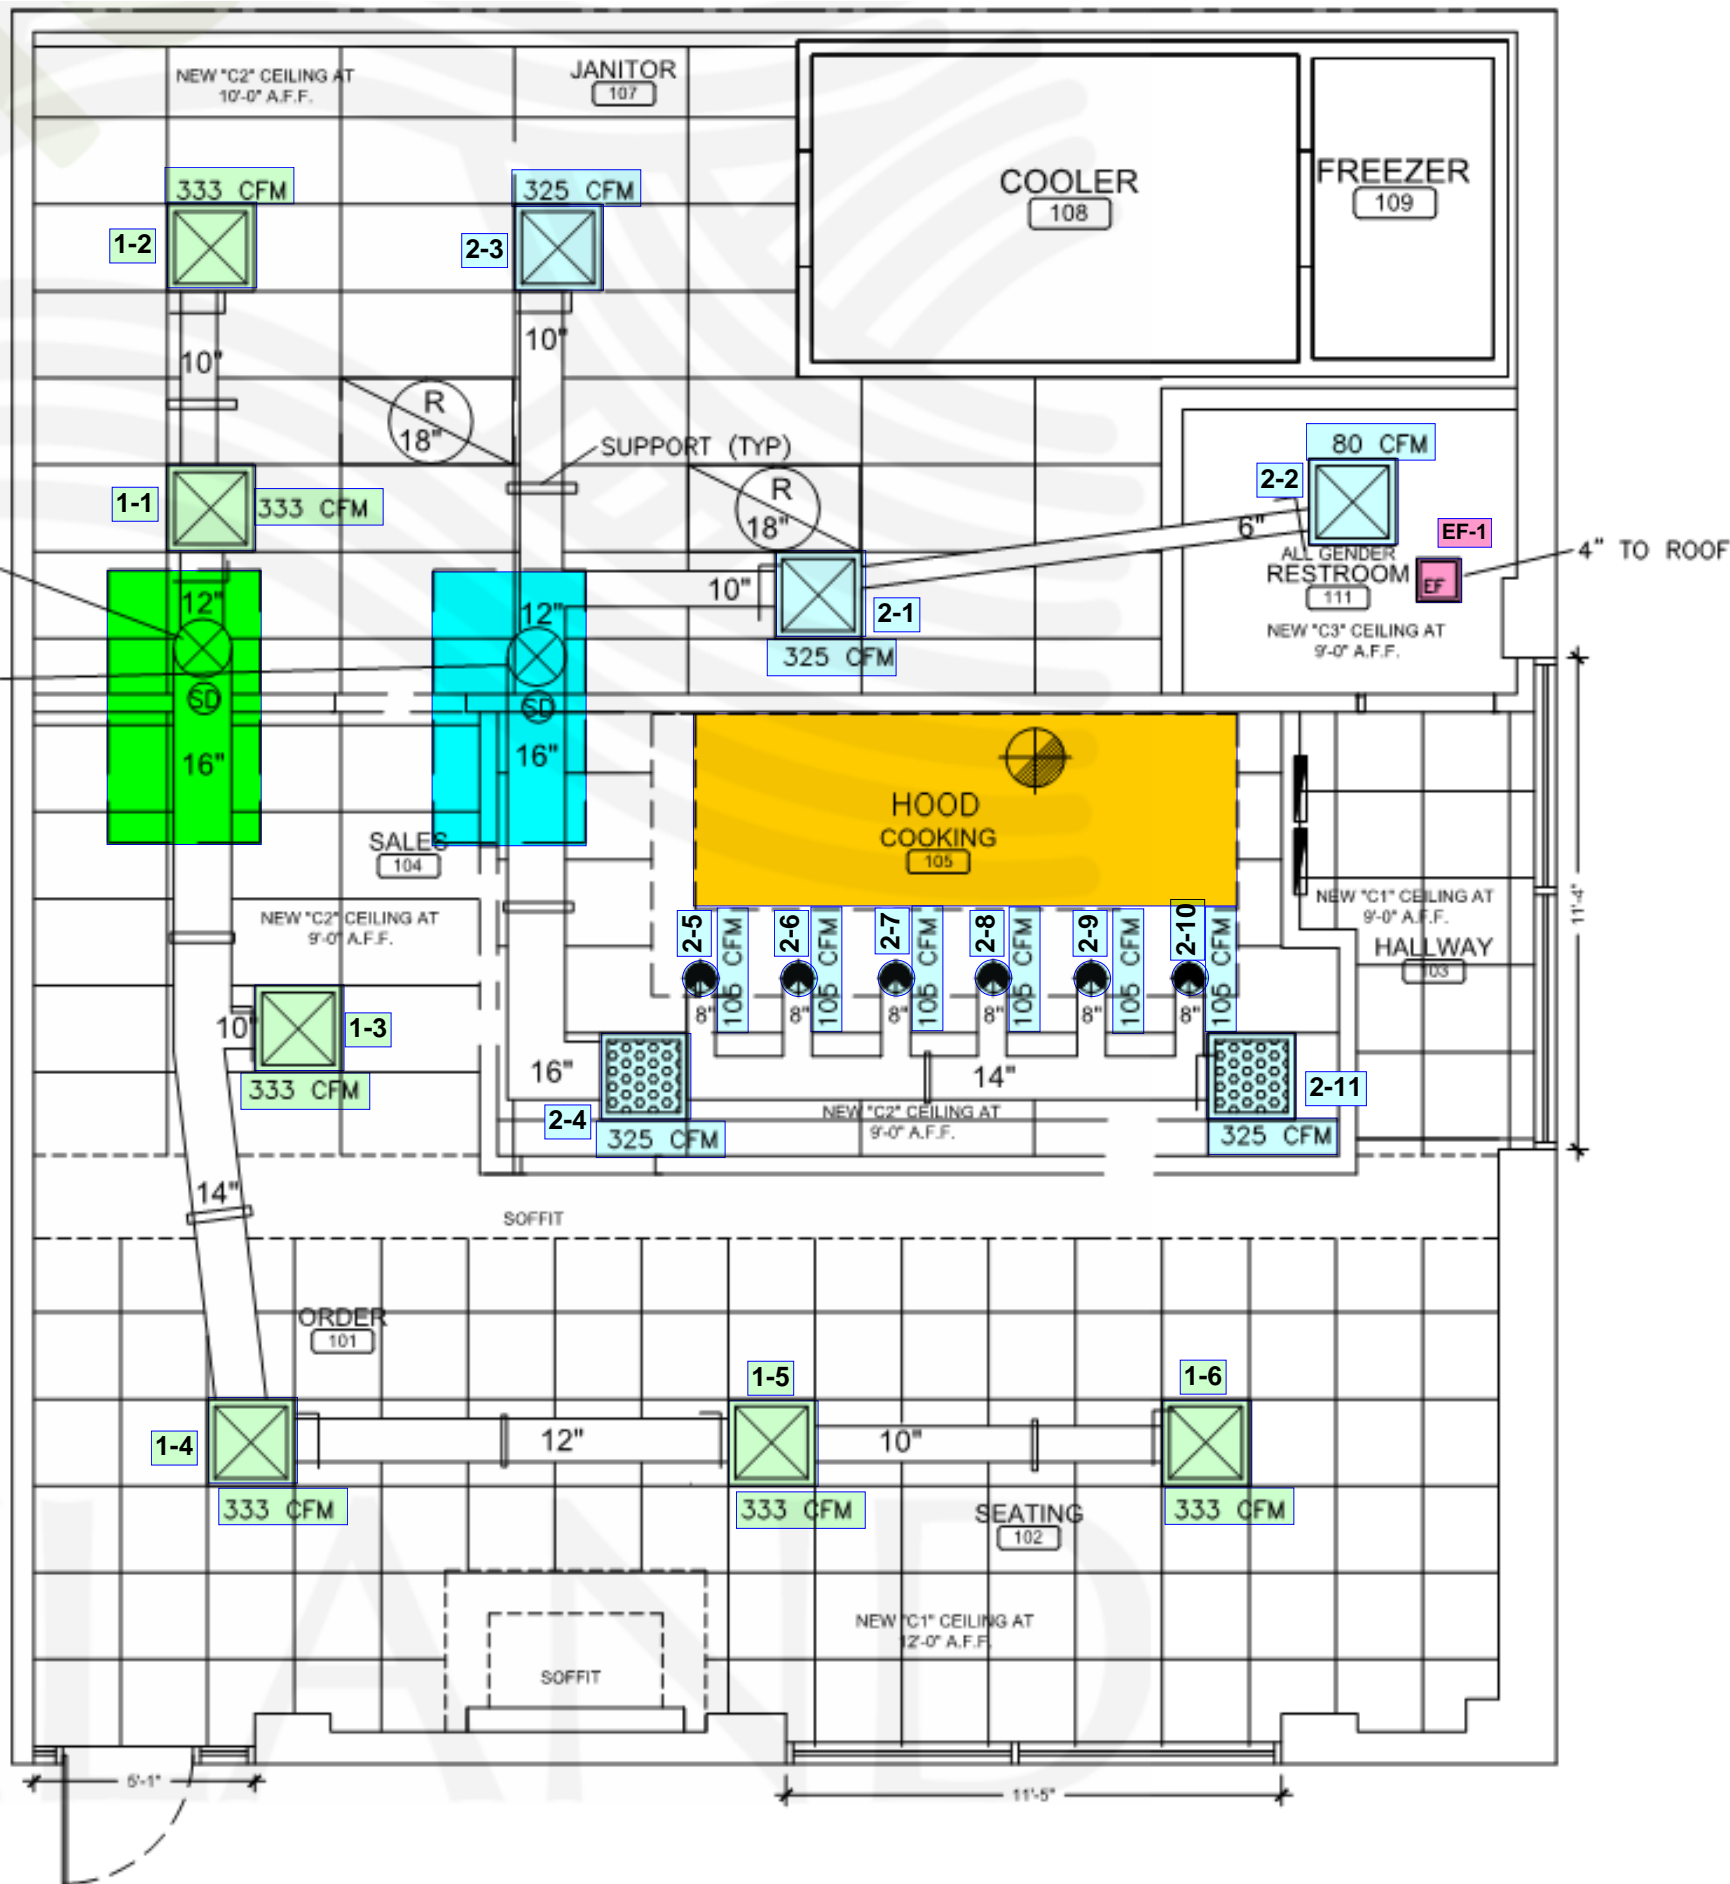 NEW "C2" CEILING AT
10'-0" A.F.F.
JANITOR
107
COOLER
108
FREEZER
109
333 CFM
1-2
325 CFM
2-3
10"
10"
R
18"
SUPPORT (TYP)
R
18"
80 CFM
2-2
6"
1-1
333 CFM
EF-1
4" TO ROOF
ALL GENDER
RESTROOM
111
EF
NEW "C3" CEILING AT
9'-0" A.F.F.
12"
12"
10"
2-1
325 CFM
SD
SD
16"
16"
HOOD
COOKING
105
SALES
104
NEW "C2" CEILING AT
9'-0" A.F.F.
NEW "C1" CEILING AT
9'-0" A.F.F.
HALLWAY
103
11'-4"
2-5
105 CFM
2-6
105 CFM
2-7
105 CFM
2-8
105 CFM
2-9
105 CFM
2-10
105 CFM
8"
8"
8"
8"
8"
8"
10"
1-3
333 CFM
16"
14"
2-4
325 CFM
2-11
325 CFM
NEW "C2" CEILING AT
9'-0" A.F.F.
14"
SOFFIT
ORDER
101
1-4
12"
1-5
10"
1-6
333 CFM
333 CFM
333 CFM
SEATING
102
NEW "C1" CEILING AT
12'-0" A.F.F.
SOFFIT
5'-1"
11'-5"
LAND